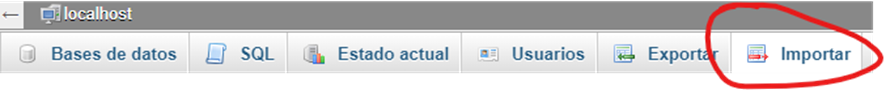 localhost
Bases de datos SQL Estado actual Usuarios Exportar Importar